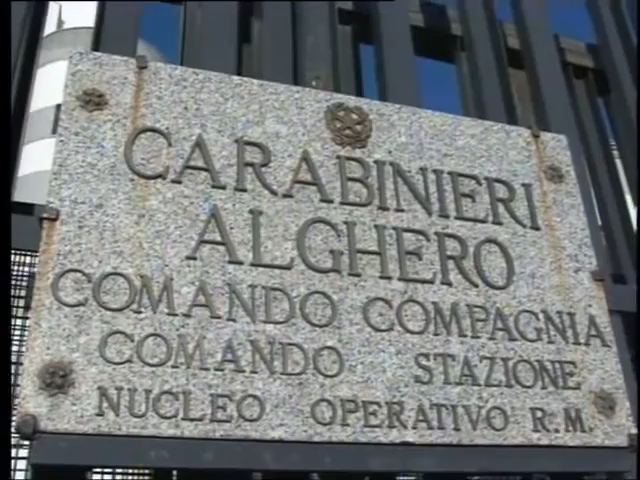 CARABINIERI
ALGHERO
COMANDO COMPAGNIA
COMANDO STAZIONE
NUCLEO OPERATIVO R.M.